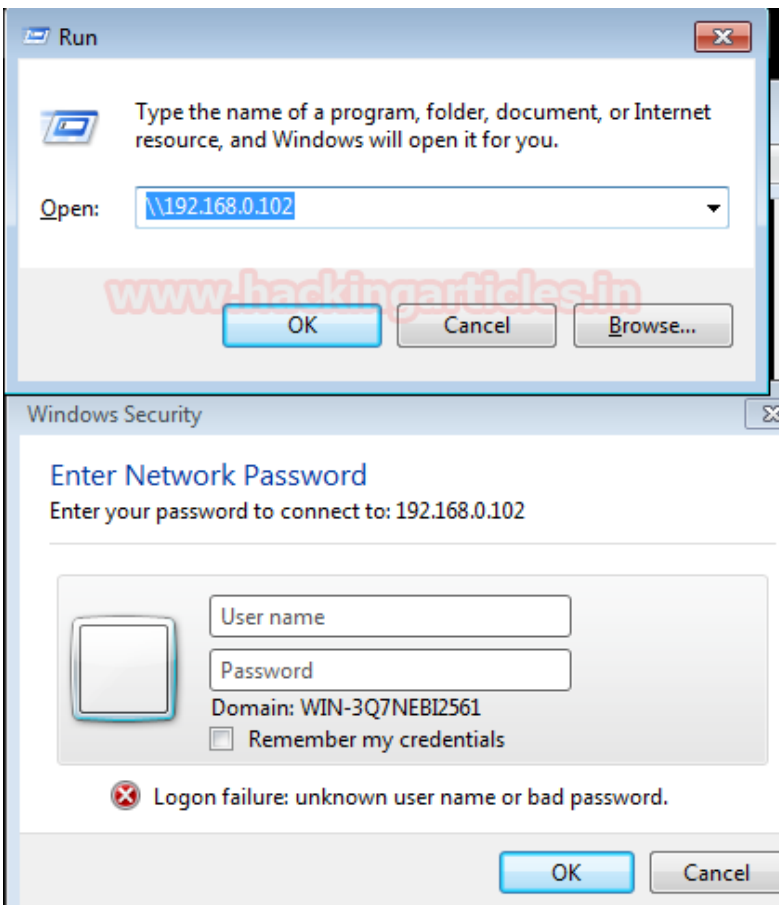 Run
Type the name of a program, folder, document, or Internet
resource, and Windows will open it for you.
Open: \\192.168.0.102
www.hackingarticles.in
OK Cancel Browse...
Windows Security
Enter Network Password
Enter your password to connect to: 192.168.0.102
User name
Password
Domain: WIN-3Q7NEBI2561
Remember my credentials
Logon failure: unknown user name or bad password.
OK Cancel